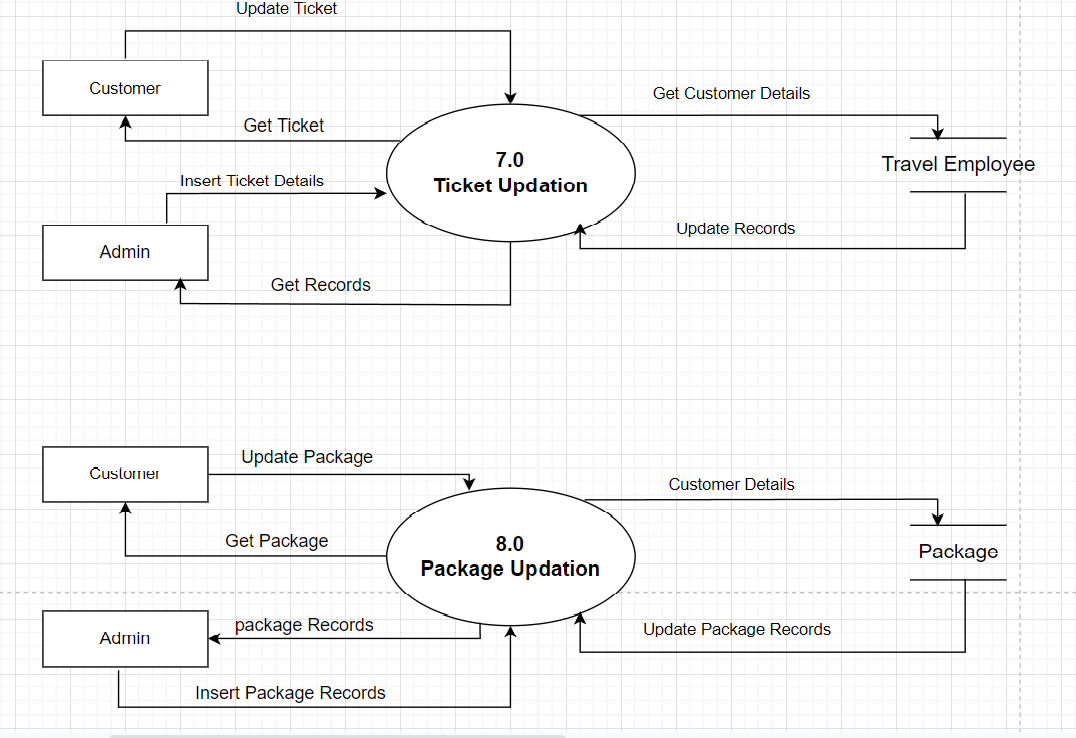 Update Ticket
Customer
Get Customer Details
Get Ticket
7.0
Ticket Updation
Travel Employee
Insert Ticket Details
Update Records
Admin
Get Records
Update Package
Customer
Customer Details
Get Package
8.0
Package Updation
Package
package Records
Update Package Records
Admin
Insert Package Records